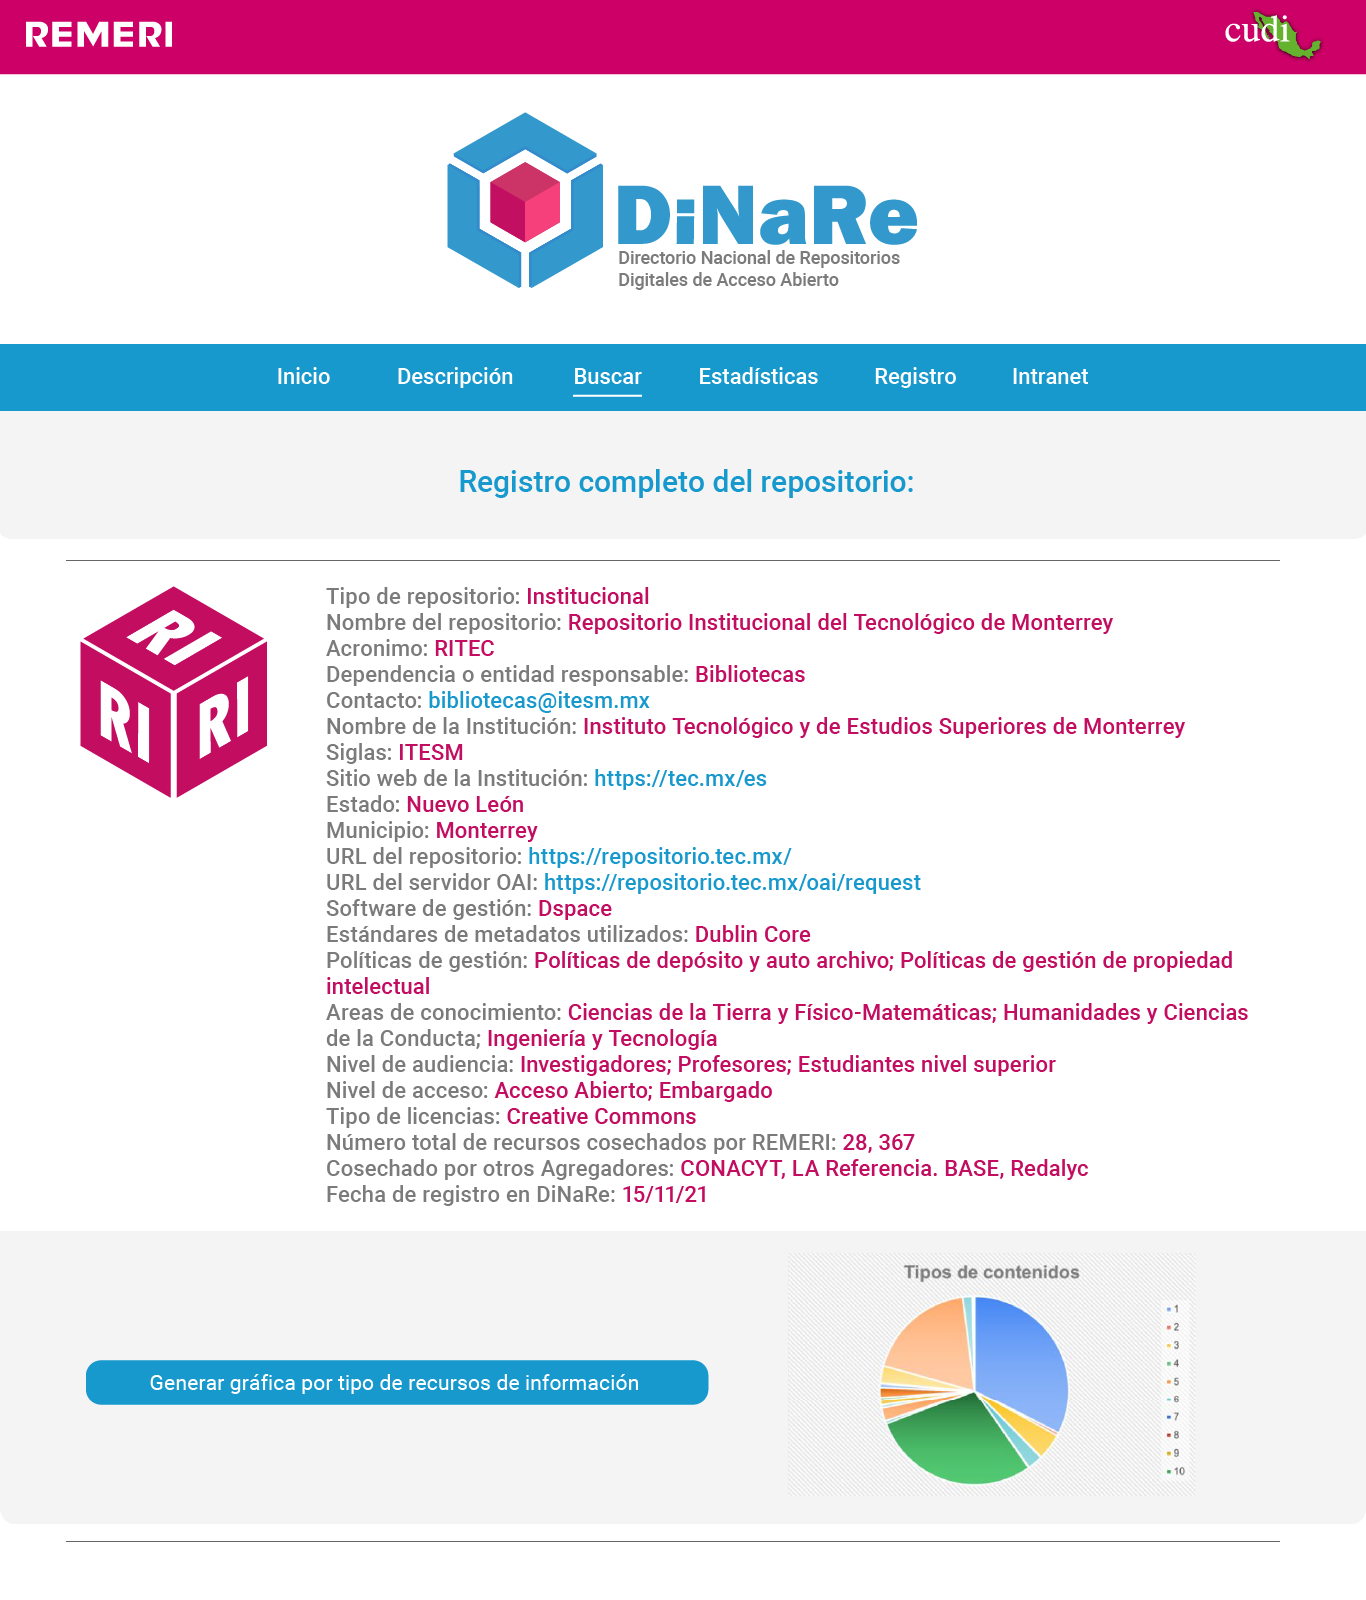 REMERI
cudi
DiNaRe
Directorio Nacional de Repositorios
Digitales de Acceso Abierto
Inicio Descripción Buscar Estadísticas Registro Intranet
Registro completo del repositorio:
RI
RI RI
Tipo de repositorio: Institucional
Nombre del repositorio: Repositorio Institucional del Tecnológico de Monterrey
Acronimo: RITEC
Dependencia o entidad responsable: Bibliotecas
Contacto: bibliotecas@itesm.mx
Nombre de la Institución: Instituto Tecnológico y de Estudios Superiores de Monterrey
Siglas: ITESM
Sitio web de la Institución: https://tec.mx/es
Estado: Nuevo León
Municipio: Monterrey
URL del repositorio: https://repositorio.tec.mx/
URL del servidor OAI: https://repositorio.tec.mx/oai/request
Software de gestión: Dspace
Estándares de metadatos utilizados: Dublin Core
Políticas de gestión: Políticas de depósito y auto archivo; Políticas de gestión de propiedad
intelectual
Areas de conocimiento: Ciencias de la Tierra y Físico-Matemáticas; Humanidades y Ciencias
de la Conducta; Ingeniería y Tecnología
Nivel de audiencia: Investigadores; Profesores; Estudiantes nivel superior
Nivel de acceso: Acceso Abierto; Embargado
Tipo de licencias: Creative Commons
Número total de recursos cosechados por REMERI: 28, 367
Cosechado por otros Agregadores: CONACYT, LA Referencia. BASE, Redalyc
Fecha de registro en DiNaRe: 15/11/21
Generar gráfica por tipo de recursos de información
Tipos de contenidos
1
2
3
4
5
6
7
8
9
10